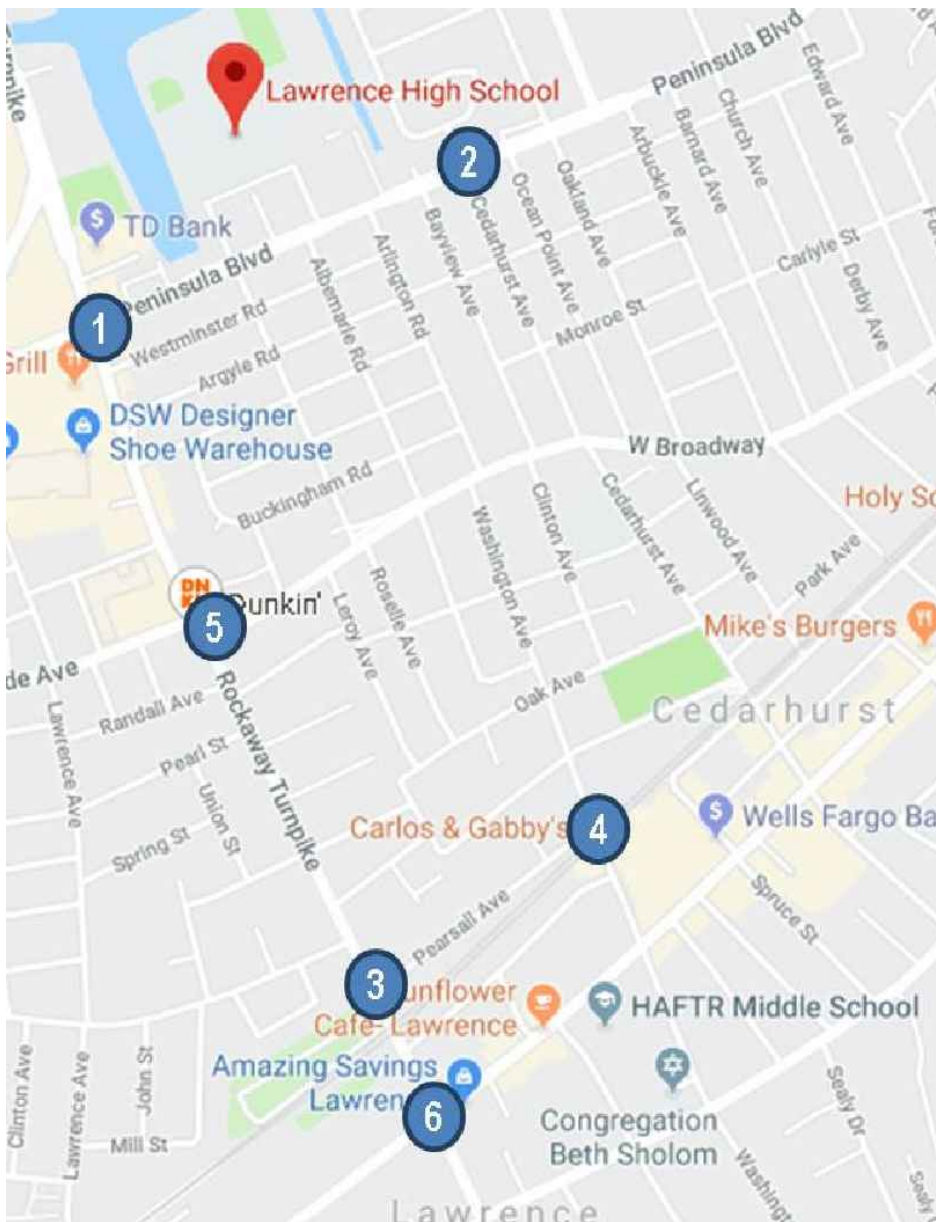 Lawrence High School
Peninsula Blvd
Edward Ave
Church Ave
Barnard Ave
Arbuckle Ave
2
Oakland Ave
Ocean Point Ave
Cedarhurst Ave
Bayview Ave
Arlington Rd
Albemarle Rd
TD Bank
Peninsula Blvd
Carlyle St
Derby Ave
Monroe St
1
Westminster Rd
Argyle Rd
Grill
DSW Designer
Shoe Warehouse
W Broadway
Buckingham Rd
Washington Ave
Clinton Ave
Cedarhurst Ave
Linwood Ave
Park Ave
Holy
Dunkin'
5
Leroy Ave
Roselle Ave
Mike's Burgers
Ave
Lawrence Ave
Randall Ave
Rockaway Turnpike
Oak Ave
Cedarhurst
Pearl St
Union St
Spring St
Carlos & Gabby's
4
Wells Fargo
Spruce St
Pearsall Ave
3
unflower
Cafe- Lawrence
HAFTR Middle School
Amazing Savings
Lawren
6
Congregation
Beth Sholom
Clinton Ave
Lawrence Ave
John St
Mill St
Sealy Dr
Washingt
Sealy
Lawrence